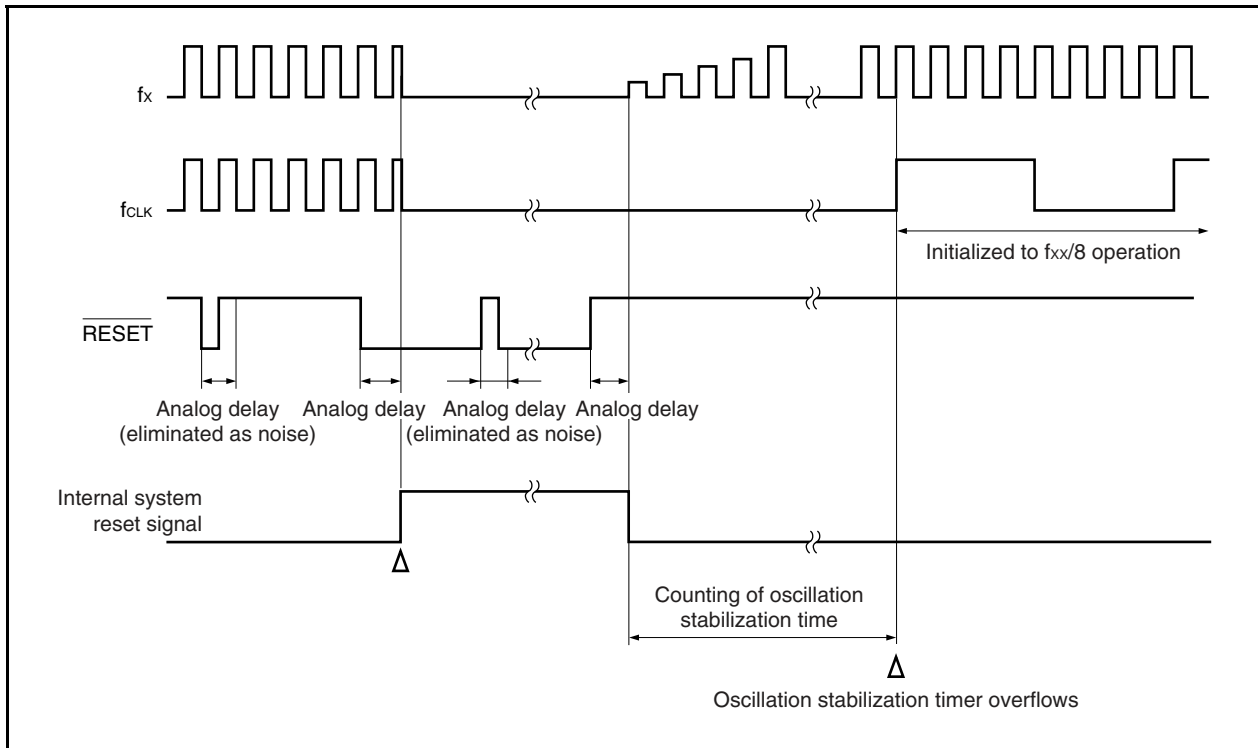 fX
fCLK
Initialized to fXX/8 operation
RESET
Analog delay
(eliminated as noise)
Analog delay
Analog delay
(eliminated as noise)
Analog delay
Internal system
reset signal
Counting of oscillation
stabilization time
Oscillation stabilization timer overflows